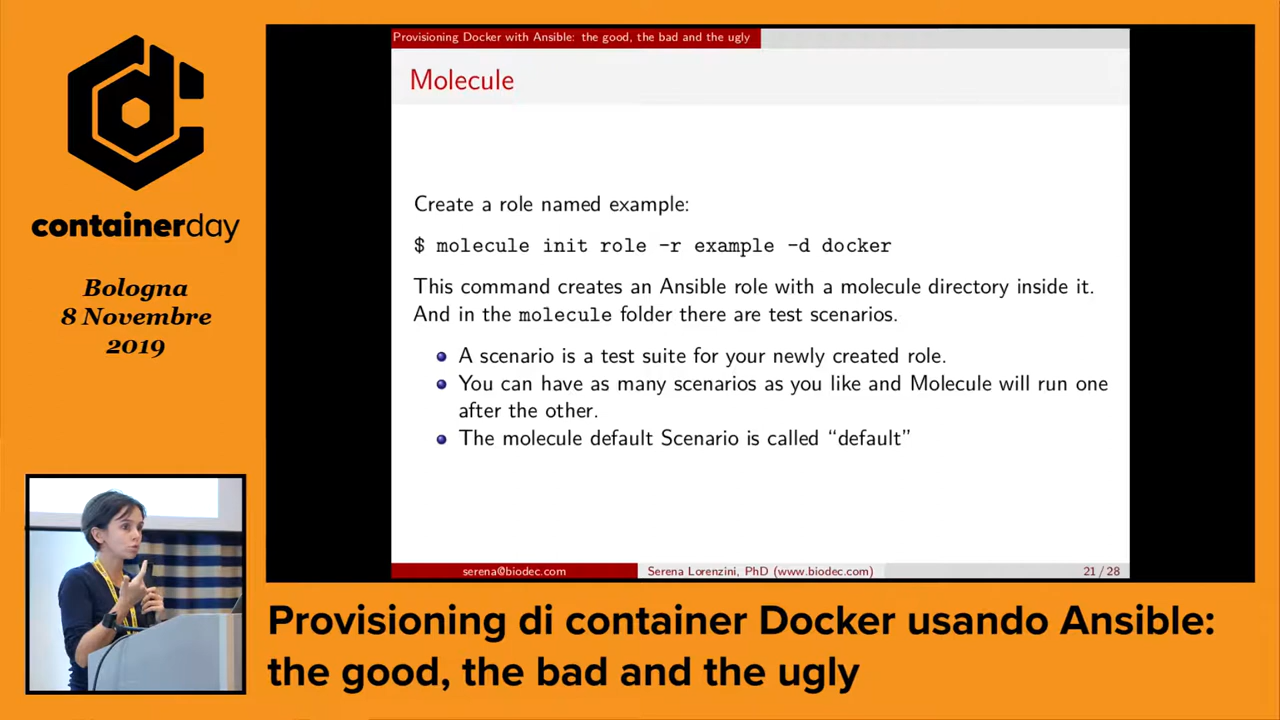 containerday
Bologna
8 Novembre
2019
Provisioning Docker with Ansible: the good, the bad and the ugly
Molecule
Create a role named example:
$ molecule init role -r example -d docker
This command creates an Ansible role with a molecule directory inside it.
And in the molecule folder there are test scenarios.
A scenario is a test suite for your newly created role.
You can have as many scenarios as you like and Molecule will run one
after the other.
The molecule default Scenario is called “default”
serena@biodec.com
Serena Lorenzini, PhD (www.biodec.com)
21 / 28
Provisioning di container Docker usando Ansible:
the good, the bad and the ugly